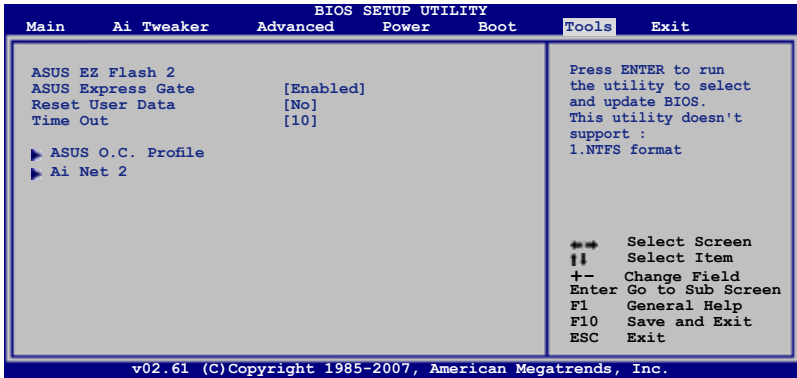 BIOS SETUP UTILITY
Main Ai Tweaker Advanced Power Boot Tools Exit
ASUS EZ Flash 2
ASUS Express Gate [Enabled]
Reset User Data [No]
Time Out [10]
ASUS O.C. Profile
Ai Net 2
Press ENTER to run
the utility to select
and update BIOS.
This utility doesn't
support :
1.NTFS format
Select Screen
Select Item
+- Change Field
Enter Go to Sub Screen
F1 General Help
F10 Save and Exit
ESC Exit
v02.61 (C)Copyright 1985-2007, American Megatrends, Inc.